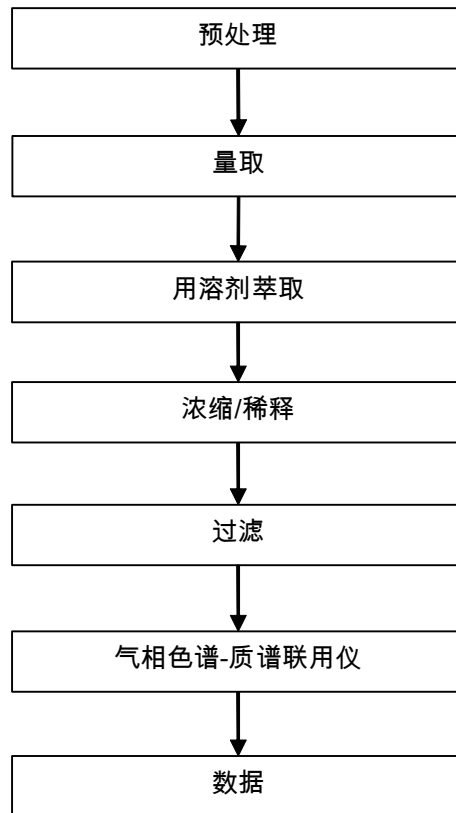 预处理
量取
用溶剂萃取
浓缩/稀释
过滤
气相色谱-质谱联用仪
数据